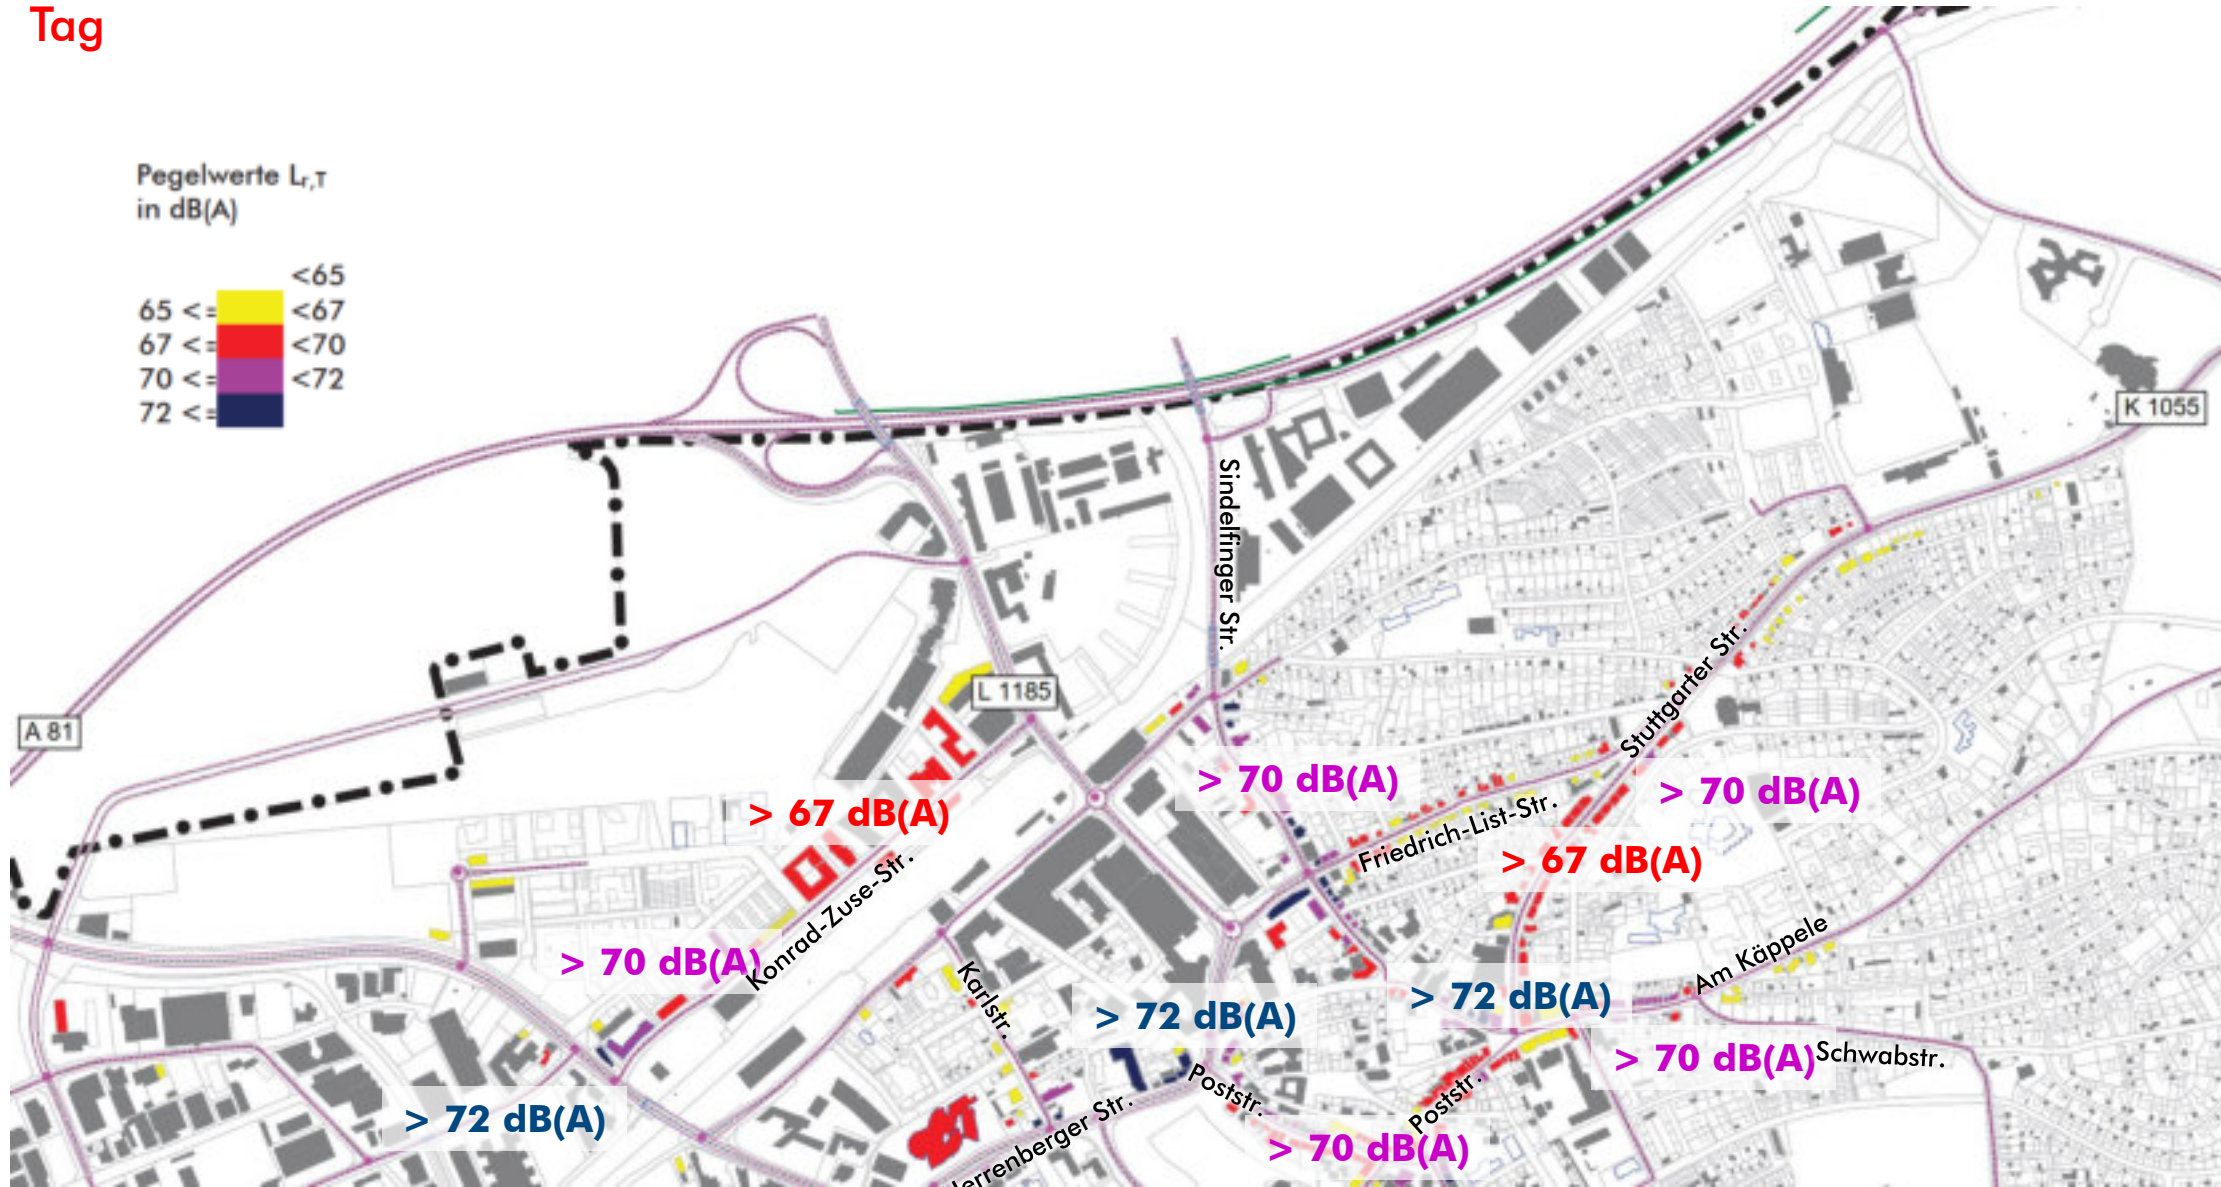 Tag
Pegelwerte Lr,T
in dB(A)
<65
65 <= <67
67 <= <70
70 <= <72
72 <=
K 1055
Sindelfinger Str.
Stuttgarter Str.
L 1185
A 81
> 70 dB(A)
> 70 dB(A)
> 67 dB(A)
Friedrich-List-Str.
> 67 dB(A)
Konrad-Zuse-Str.
> 70 dB(A)
Am Käppele
Karlstr.
> 72 dB(A)
> 72 dB(A)
> 70 dB(A)
Schwabstr.
Poststr.
Poststr.
> 72 dB(A)
Herrenberger Str.
> 70 dB(A)